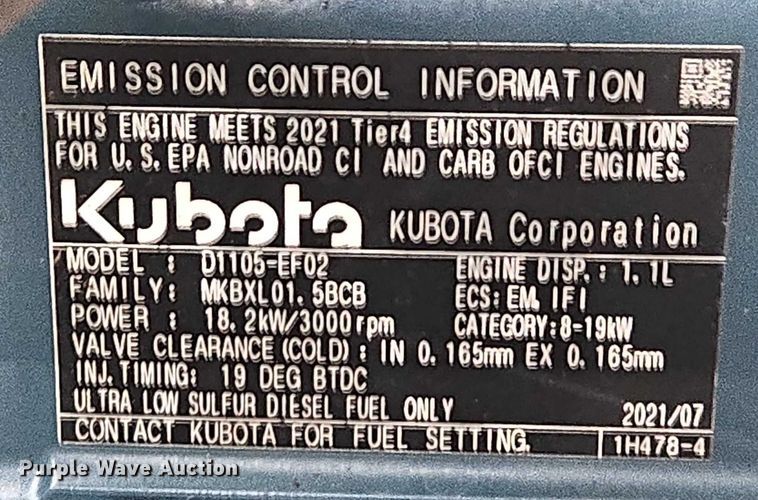 EMISSION CONTROL INFORMATION
THIS ENGINE MEETS 2021 Tier4 EMISSION REGULATIONS
FOR U.S.EPA NONROAD CI AND CARB OFCI ENGINES.
Kubota KUBOTA Corporation
MODEL : D1105-EF02 ENGINE DISP.: 1.1L
FAMILY: MKBXL01.5BCB ECS: EM, IFI
POWER : 18.2kW/3000rpm CATEGORY:8-19kW
VALVE CLEARANCE(COLD): IN 0.165mm EX 0.165mm
INJ.TIMING: 19 DEG BTDC
ULTRA LOW SULFUR DIESEL FUEL ONLY 2021/07
CONTACT KUBOTA FOR FUEL SETTING. 1H478-4
Purple Wave Auction